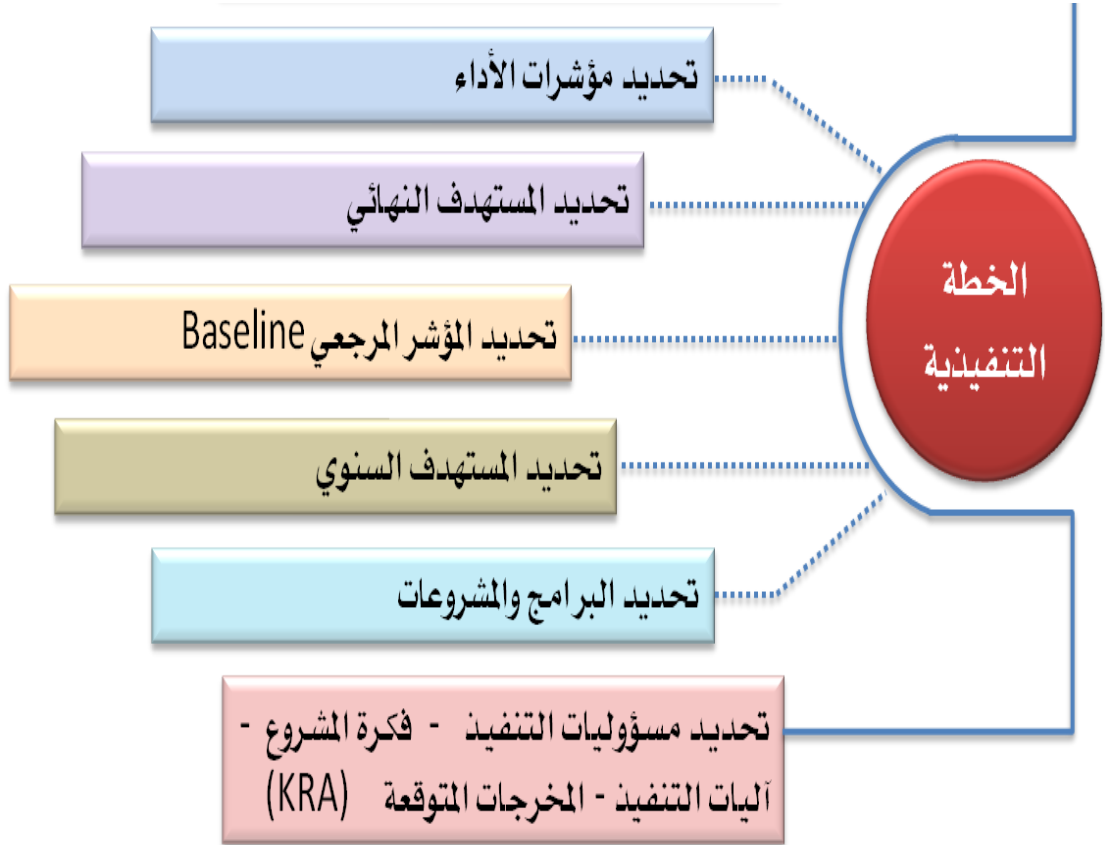 الخطة
التنفيذية
تحديد مؤشرات الأداء
تحديد المستهدف النهائي
تحديد المؤشر المرجعي Baseline
تحديد المستهدف السنوي
تحديد البرامج والمشروعات
تحديد مسؤوليات التنفيذ - فكرة المشروع -
آليات التنفيذ - المخرجات المتوقعة (KRA)